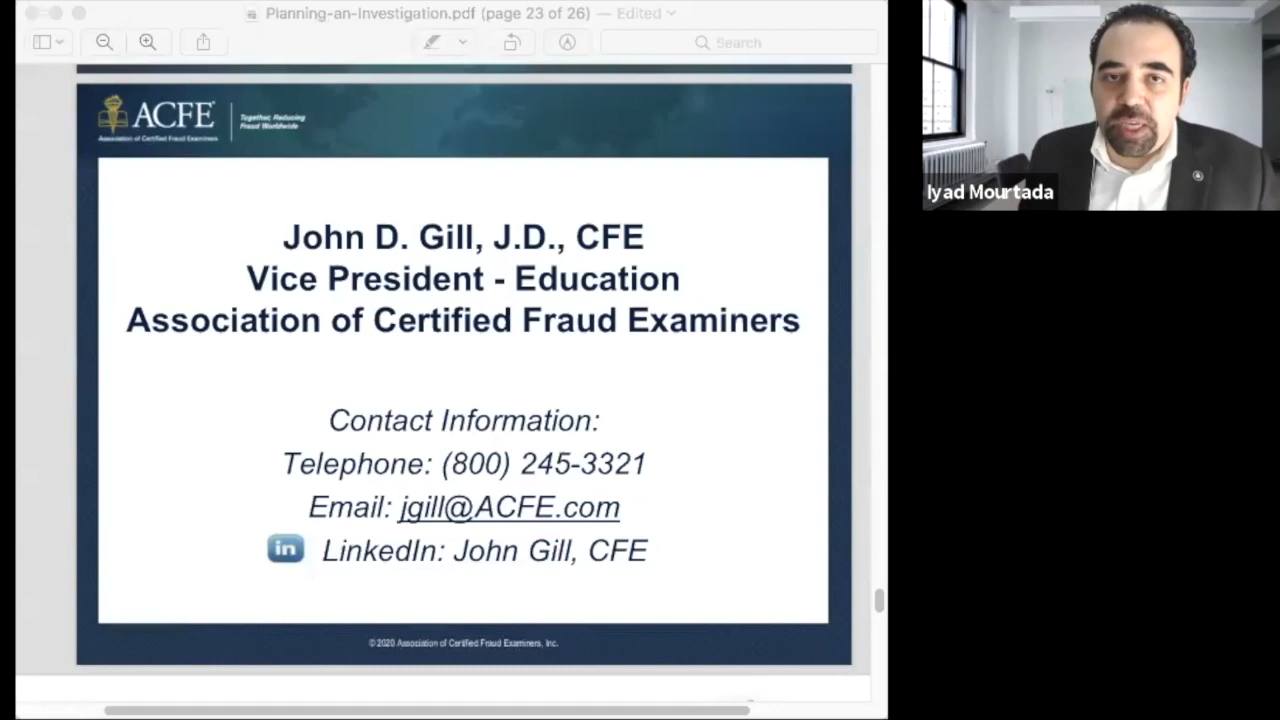 Planning-an-Investigation.pdf (page 23 of 26) — Edited
Search
ACFE
Association of Certified Fraud Examiners
Together, Reducing
Fraud Worldwide
John D. Gill, J.D., CFE
Vice President - Education
Association of Certified Fraud Examiners
Contact Information:
Telephone: (800) 245-3321
Email: jgill@ACFE.com
in LinkedIn: John Gill, CFE
©2020 Association of Certified Fraud Examiners, Inc.
Iyad Mourtada